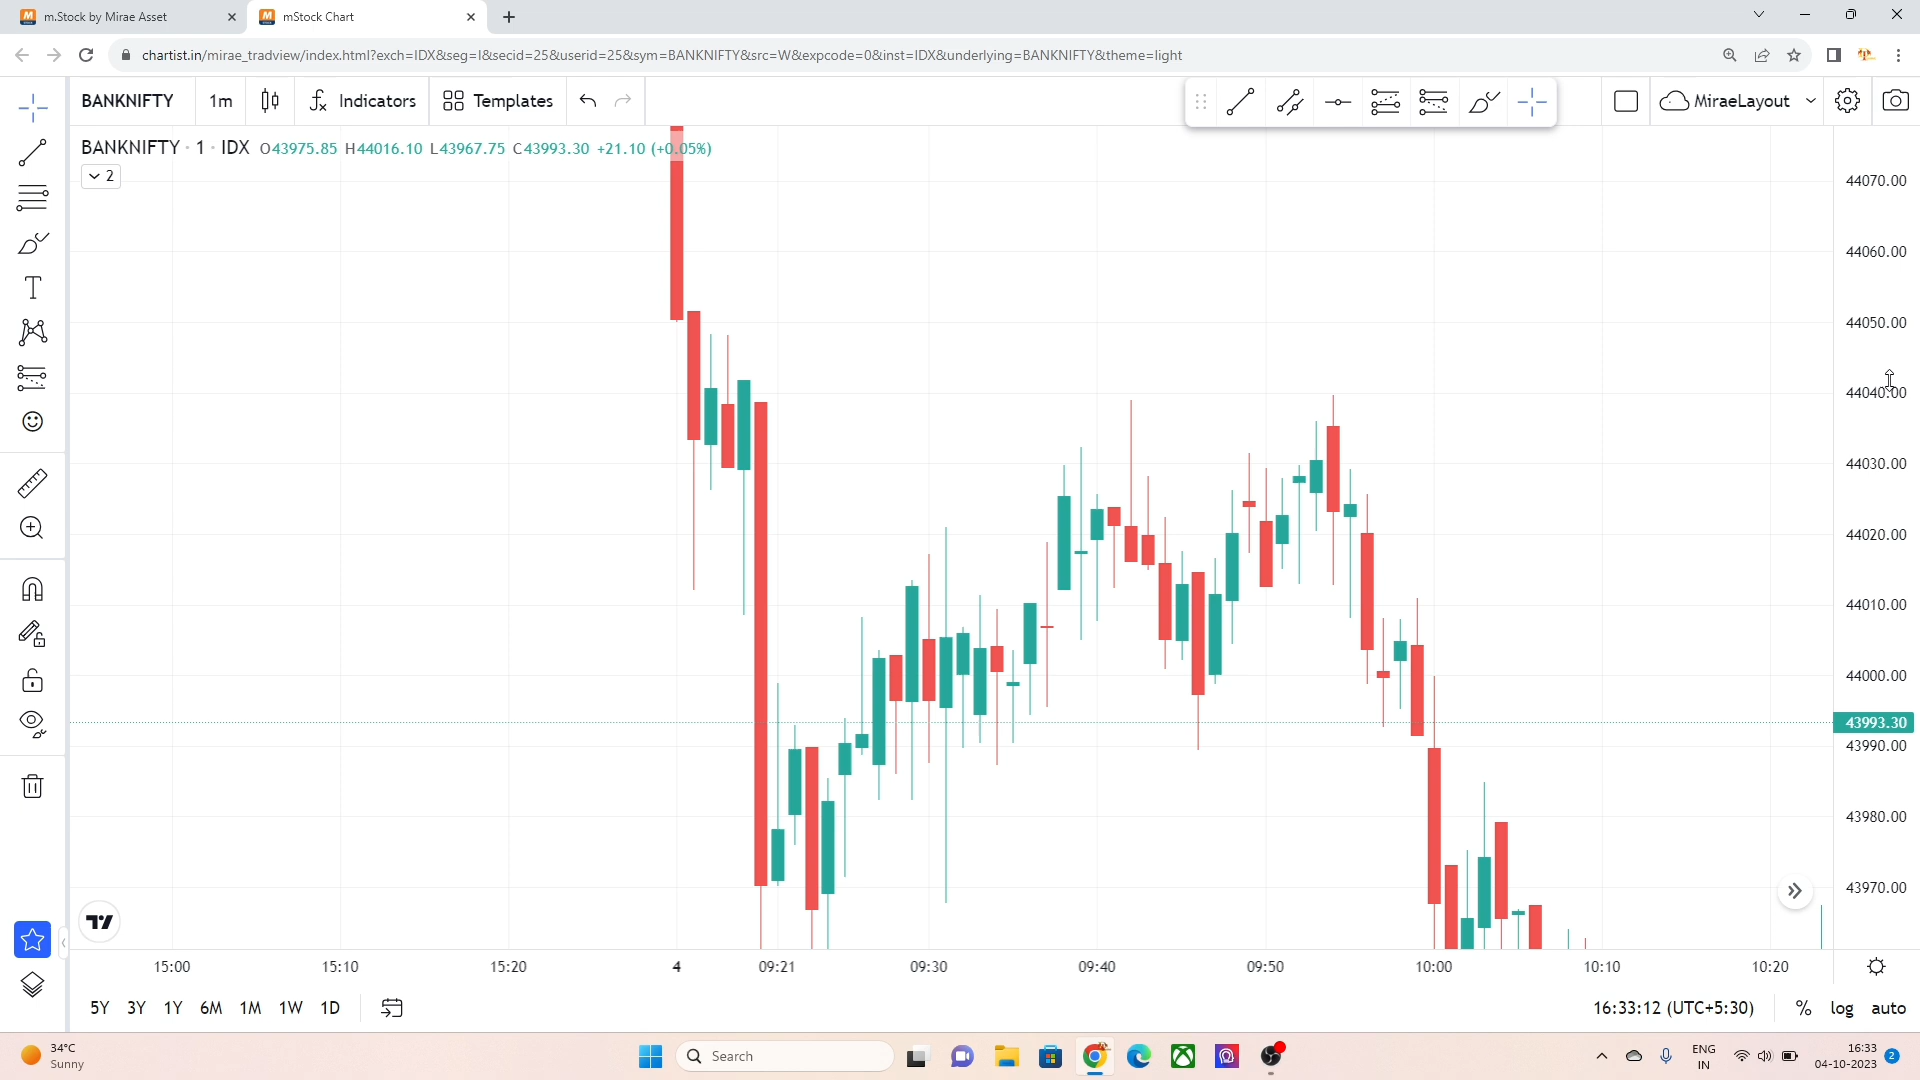 m.Stock by Mirae Asset
mStock Chart
chartist.in/mirae_tradview/index.html?exch=IDX&seg=I&secid=25&userid=25&sym=BANKNIFTY&src=W&expcode=0&inst=IDX&underlying=BANKNIFTY&theme=light
BANKNIFTY 1m Indicators Templates MiraeLayout
BANKNIFTY · 1 · IDX O43975.85 H44016.10 L43967.75 C43993.30 +21.10 (+0.05%)
2
44070.00
44060.00
44050.00
44040.00
44030.00
44020.00
44010.00
44000.00
43993.30
43990.00
43980.00
43970.00
15:00 15:10 15:20 4 09:21 09:30 09:40 09:50 10:00 10:10 10:20
5Y 3Y 1Y 6M 1M 1W 1D 16:33:12 (UTC+5:30) % log auto
34°C
Sunny
Search
ENG
IN
16:33
04-10-2023
2